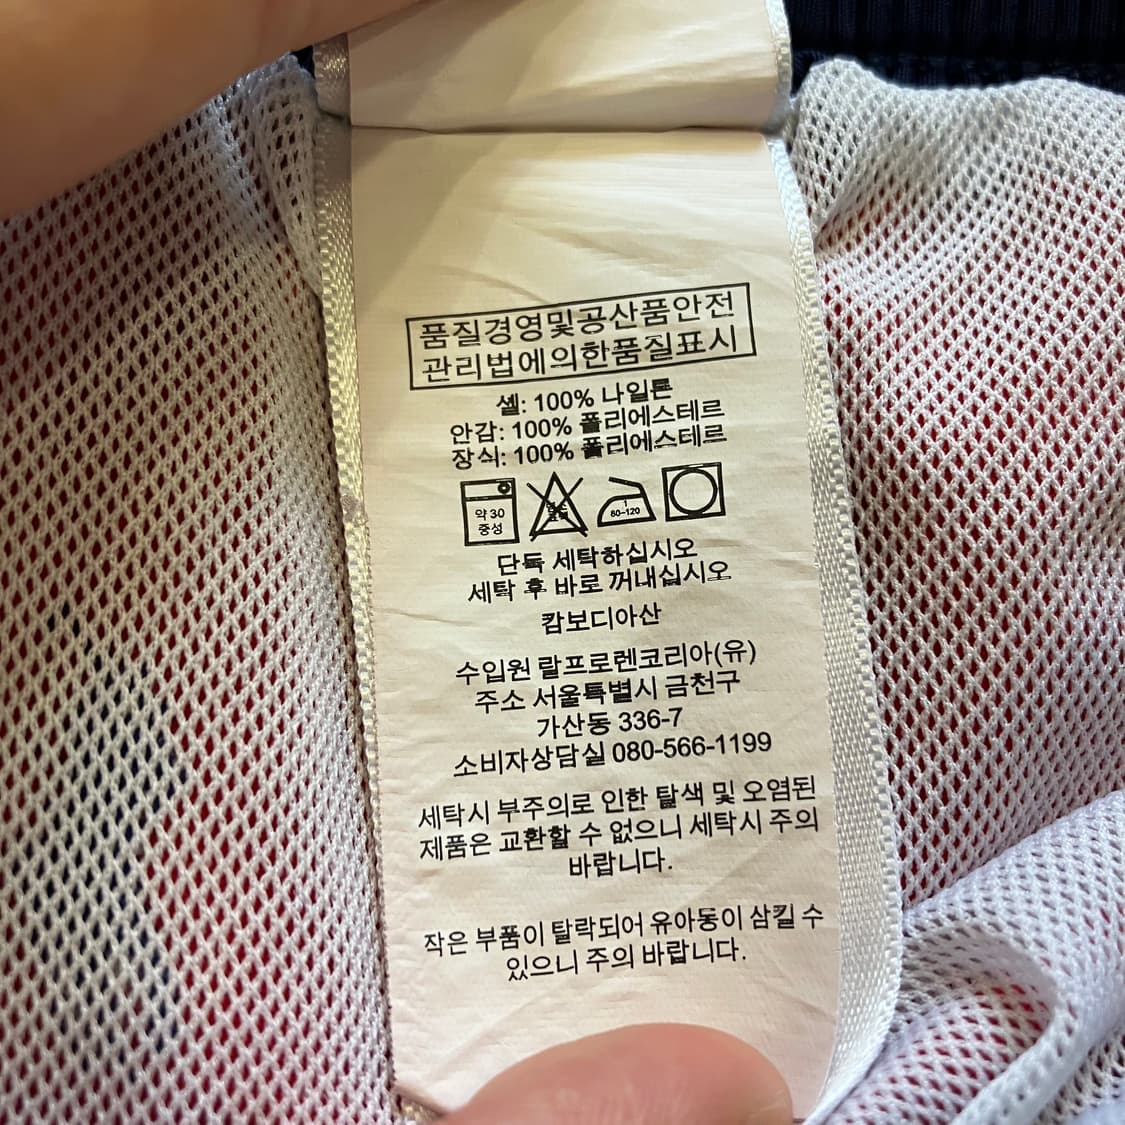 품질경영및공산품안전
관리법에의한품질표시
쉘: 100% 나일론
안감: 100% 폴리에스테르
장식: 100% 폴리에스테르
약 30
중성
80-120
단독 세탁하십시오
세탁 후 바로 꺼내십시오
캄보디아산
수입원 랄프로렌코리아(유)
주소 서울특별시 금천구
가산동 336-7
소비자상담실 080-566-1199
세탁시 부주의로 인한 탈색 및 오염된
제품은 교환할 수 없으니 세탁시 주의
바랍니다.
작은 부품이 탈락되어 유아동이 삼킬 수
있으니 주의 바랍니다.